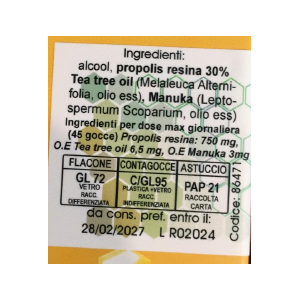 Ingredienti:
alcool, propolis resina 30%
Tea tree oil (Melaleuca Alterni-
folia, olio ess), Manuka (Lepto-
spermum Scoparium, olio ess)
Ingredienti per dose max giornaliera
(45 gocce) Propolis resina: 750 mg,
O.E Tea tree oil 6,5 mg, O.E Manuka 3mg
FLACONE CONTAGOCCE ASTUCCIO
GL 72 C/GL95 PAP 21
VETRO PLASTICA +VETRO RACCOLTA
RACC. RACC. CARTA
DIFFERENZIATA INDIFFERENZIATA
da cons. pref. entro il:
28/02/2027 L R02024
Codice: 86471